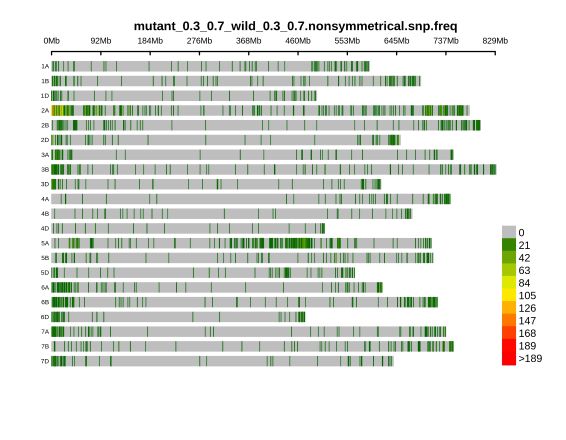 mutant_0.3_0.7_wild_0.3_0.7.nonsymmetrical.snp.freq
0Mb 92Mb 184Mb 276Mb 368Mb 460Mb 553Mb 645Mb 737Mb 829Mb
1A
1B
1D
2A
2B
2D
3A
3B
3D
4A
4B
4D
5A
5B
5D
6A
6B
6D
7A
7B
7D
0
21
42
63
84
105
126
147
168
189
>189